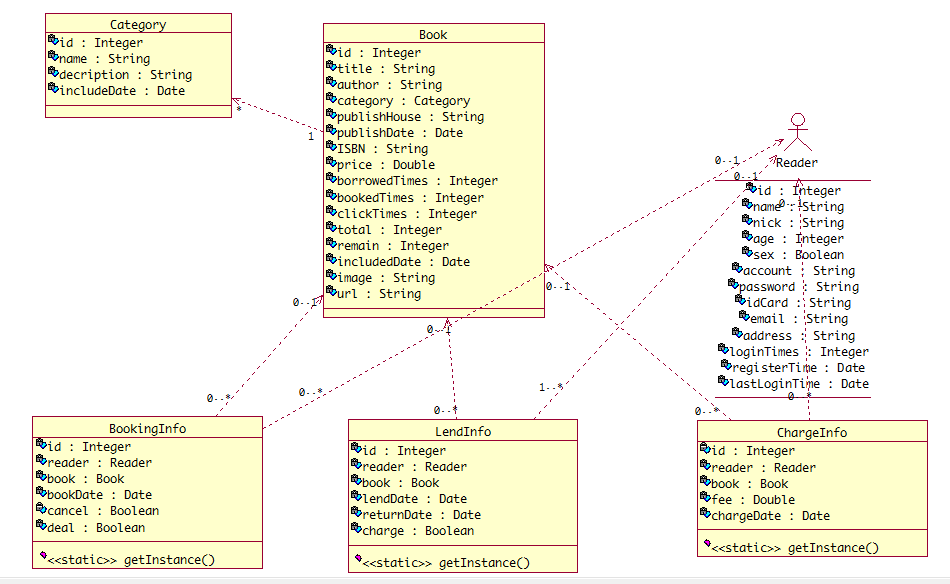 Category
id : Integer
name : String
decription : String
includeDate : Date
*
1
Book
id : Integer
title : String
author : String
category : Category
publishHouse : String
publishDate : Date
ISBN : String
price : Double
borrowedTimes : Integer
bookedTimes : Integer
clickTimes : Integer
total : Integer
remain : Integer
includedDate : Date
image : String
url : String
Reader
id : Integer
name : String
nick : String
age : Integer
sex : Boolean
account : String
password : String
idCard : String
email : String
address : String
loginTimes : Integer
registerTime : Date
lastLoginTime : Date
0--1
0--1
0--1
0--1
0--1
0--1
0--*
0--*
0--*
1--*
0--*
0--*
BookingInfo
id : Integer
reader : Reader
book : Book
bookDate : Date
cancel : Boolean
deal : Boolean
<<static>> getInstance()
LendInfo
id : Integer
reader : Reader
book : Book
lendDate : Date
returnDate : Date
charge : Boolean
<<static>> getInstance()
ChargeInfo
id : Integer
reader : Reader
book : Book
fee : Double
chargeDate : Date
<<static>> getInstance()